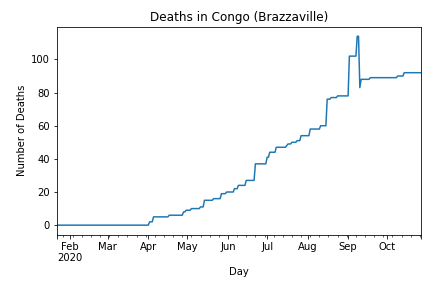 Deaths in Congo (Brazzaville)
100
80
60
40
20
0
Number of Deaths
Feb Mar Apr May Jun Jul Aug Sep Oct
2020
Day